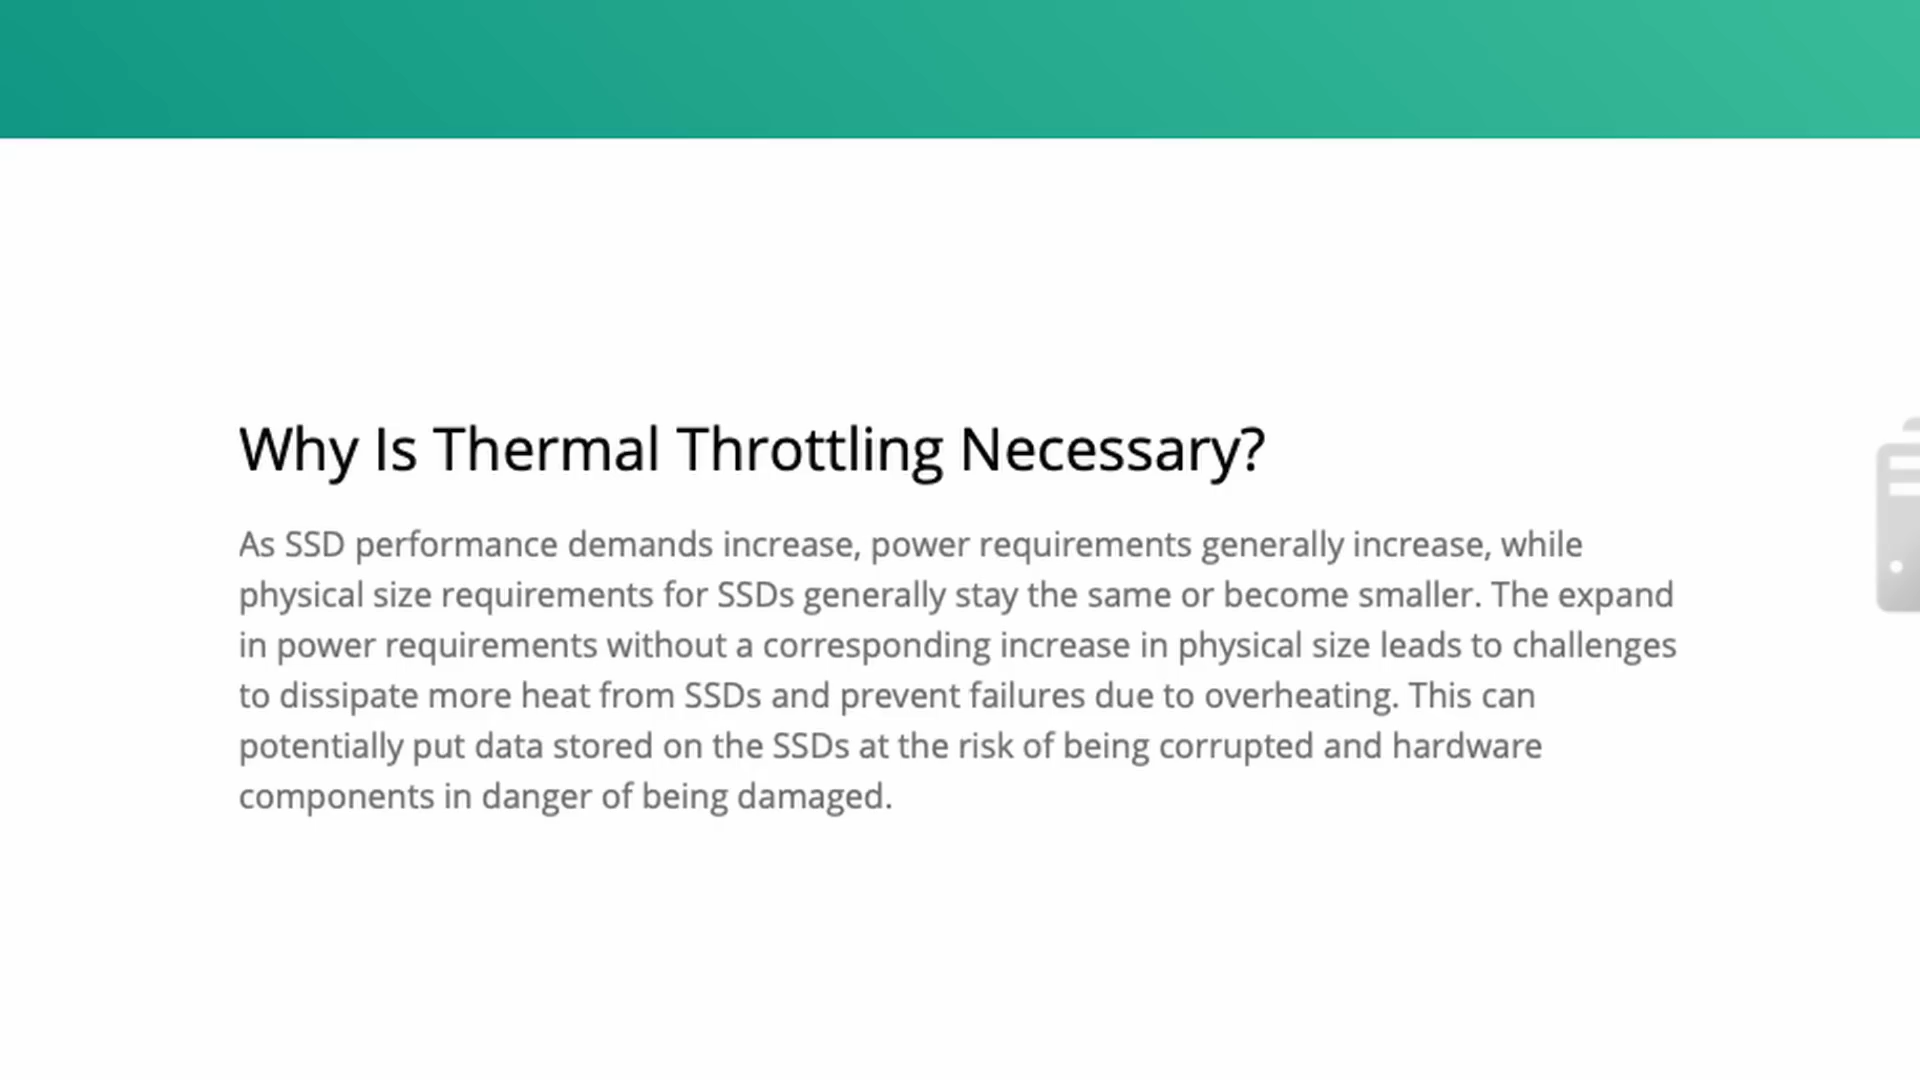 Why Is Thermal Throttling Necessary?
As SSD performance demands increase, power requirements generally increase, while
physical size requirements for SSDs generally stay the same or become smaller. The expand
in power requirements without a corresponding increase in physical size leads to challenges
to dissipate more heat from SSDs and prevent failures due to overheating. This can
potentially put data stored on the SSDs at the risk of being corrupted and hardware
components in danger of being damaged.